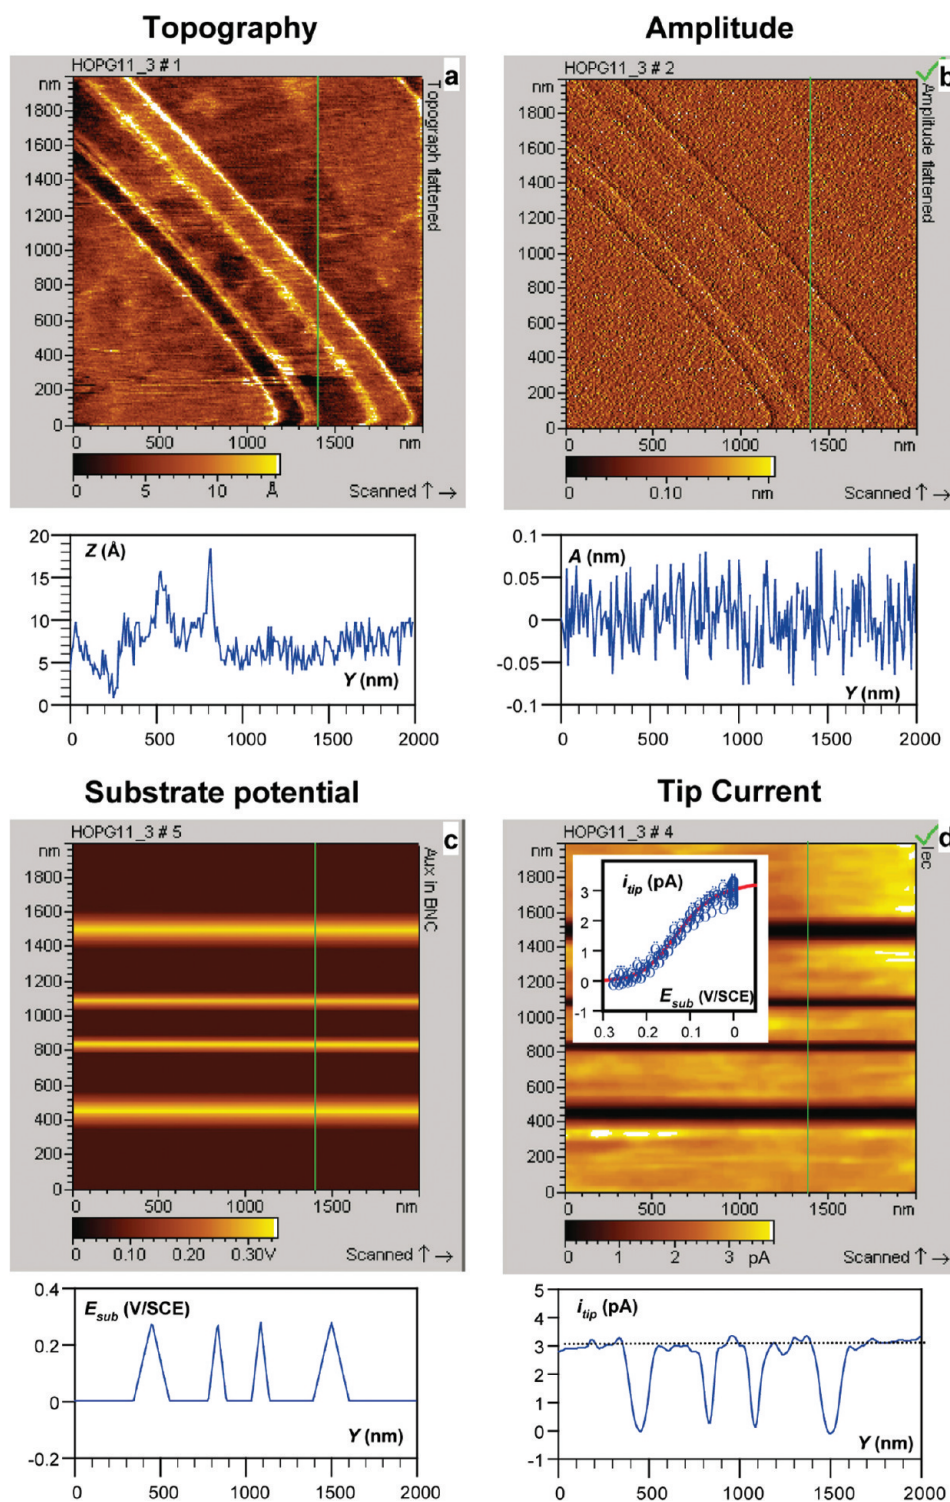 Topography
HOPG11_3 # 1
a
nm
1800
1600
1400
1200
1000
800
600
400
200
0
0
500
1000
1500
nm
Topograph flattened
0
5
10
Å
Scanned ↑ →
Z (Å)
20
15
10
5
0
Y (nm)
0
500
1000
1500
2000
Amplitude
HOPG11_3 # 2
b
nm
1800
1600
1400
1200
1000
800
600
400
200
0
0
500
1000
1500
nm
Amplitude flattened
0
0.10
nm
Scanned ↑ →
A (nm)
0.1
0.05
0
-0.05
-0.1
Y (nm)
0
500
1000
1500
2000
Substrate potential
HOPG11_3 # 5
c
nm
1800
1600
1400
1200
1000
800
600
400
200
0
0
500
1000
1500
nm
Aux in BNC
0
0.10
0.20
0.30V
Scanned ↑ →
E_sub (V/SCE)
0.4
0.2
0
-0.2
Y (nm)
0
500
1000
1500
2000
Tip Current
HOPG11_3 # 4
d
nm
1800
1600
1400
1200
1000
800
600
400
200
0
0
500
1000
1500
nm
Iec
i_tip (pA)
3
2
1
0
-1
E_sub (V/SCE)
0.3
0.2
0.1
0
0
1
2
3
pA
Scanned ↑ →
i_tip (pA)
5
4
3
2
1
0
-1
Y (nm)
0
500
1000
1500
2000